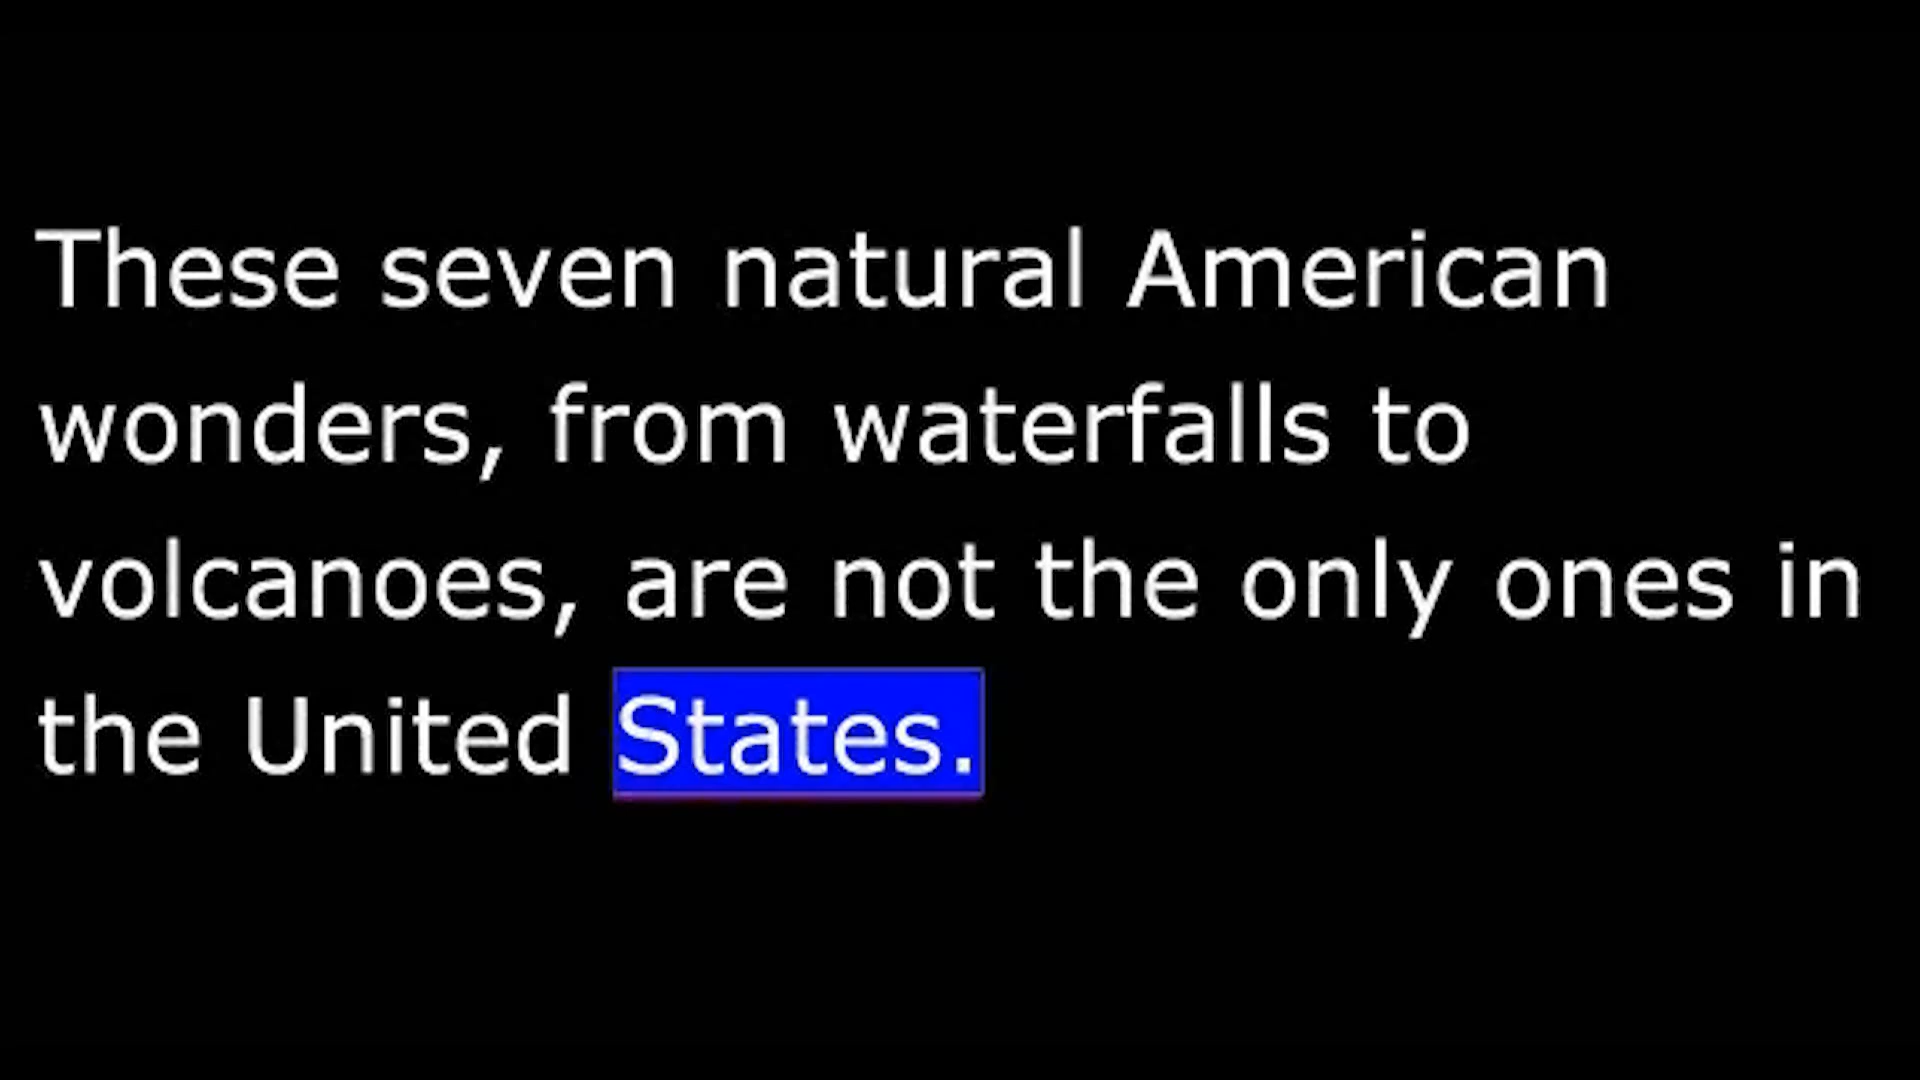 These seven natural American
wonders, from waterfalls to
volcanoes, are not the only ones in
the United States.